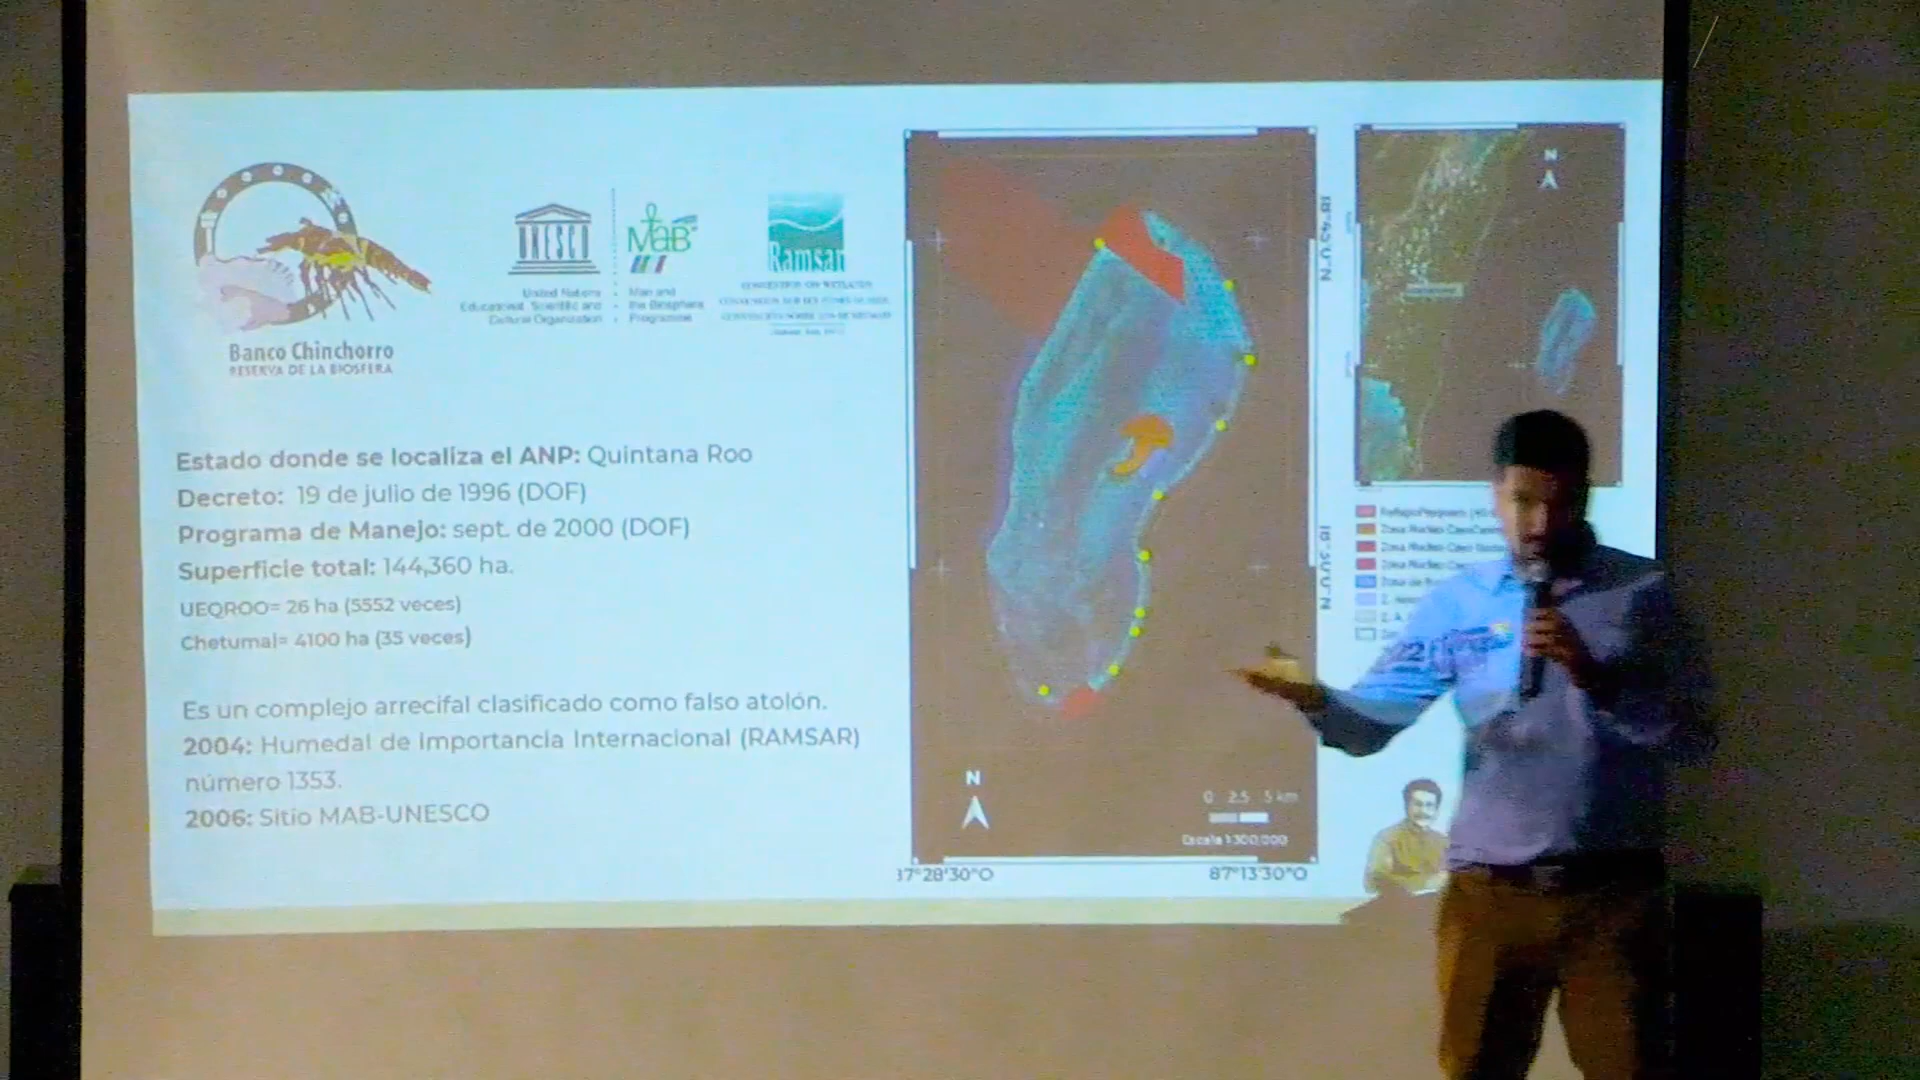 Banco Chinchorro
RESERVA DE LA BIOSFERA
UNESCO
United Nations
Educational, Scientific and
Cultural Organization
MaB
Man and
the Biosphere
Programme
Ramsar
Estado donde se localiza el ANP: Quintana Roo
Decreto: 19 de julio de 1996 (DOF)
Programa de Manejo: sept. de 2000 (DOF)
Superficie total: 144,360 ha.
UEQROO= 26 ha (5552 veces)
Chetumal= 4100 ha (35 veces)
Es un complejo arrecifal clasificado como falso atolón.
2004: Humedal de Importancia Internacional (RAMSAR)
número 1353.
2006: Sitio MAB-UNESCO
N
0 2.5 5 km
Escala 1:300,000
87°13'30"O
N